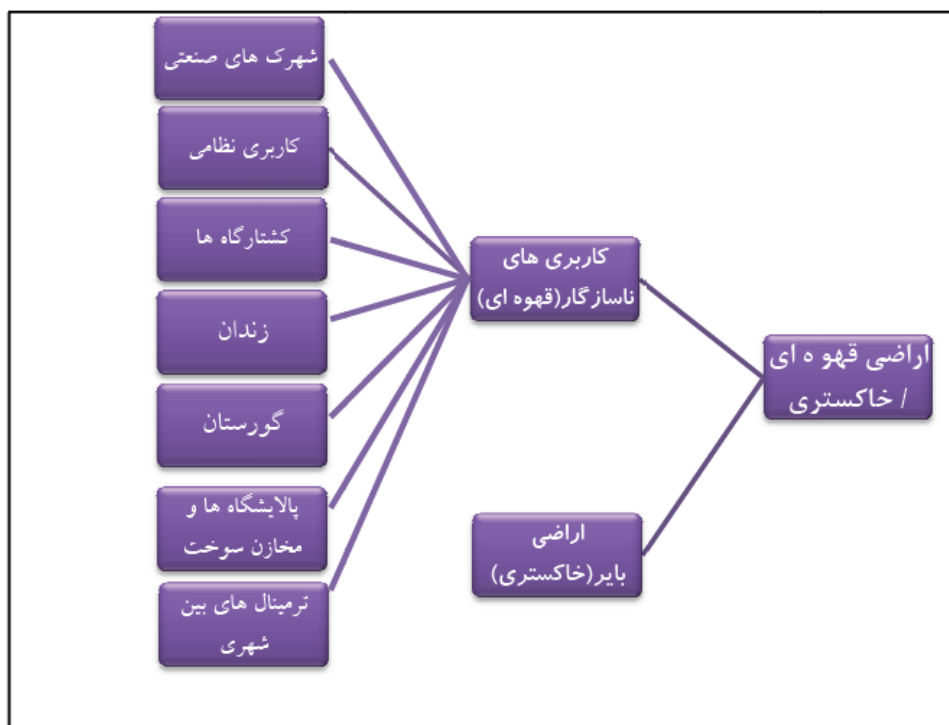 اراضی قهو ه ای
/ خاکستری
کاربری های
ناسازگار(قهوه ای)
اراضی
بایر(خاکستری)
شهرک های صنعتی
کاربری نظامی
کشتارگاه ها
زندان
گورستان
پالایشگاه ها و
مخازن سوخت
ترمینال های بین
شهری